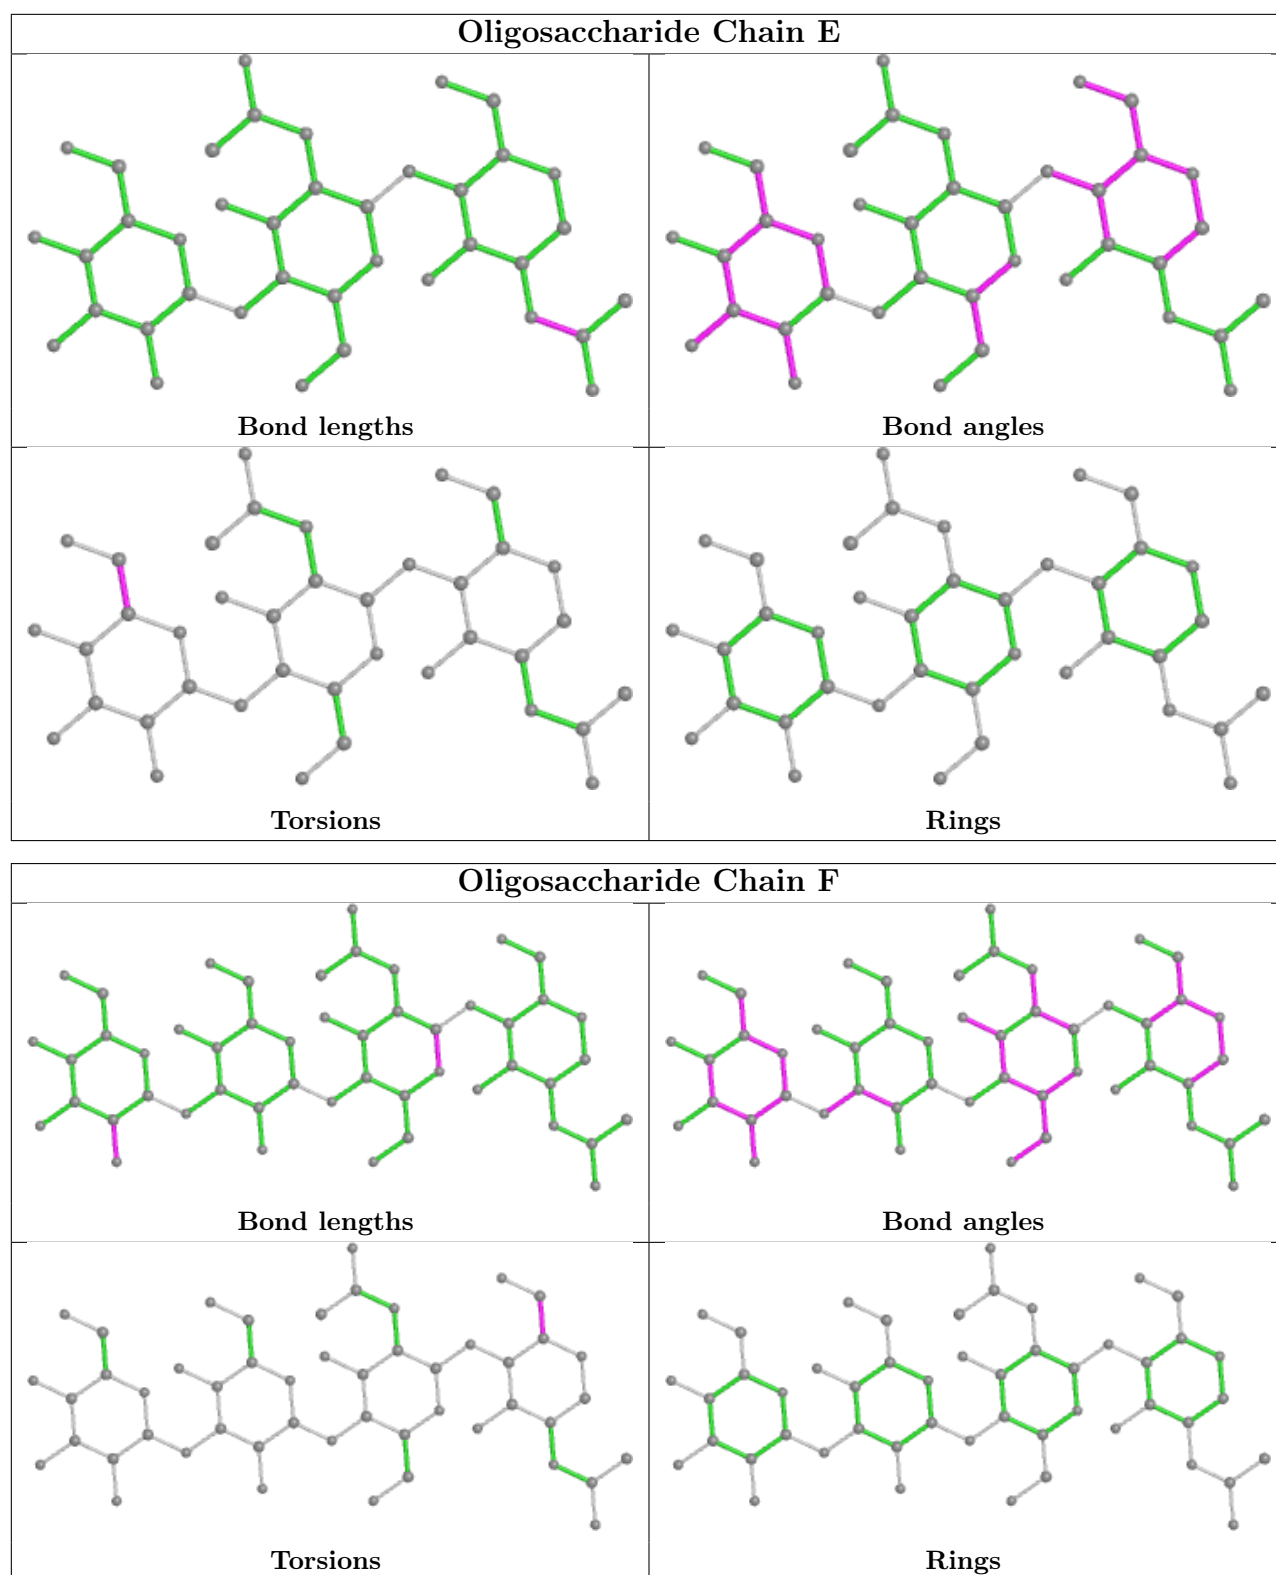 Oligosaccharide Chain E
Bond lengths
Bond angles
Torsions
Rings
Oligosaccharide Chain F
Bond lengths
Bond angles
Torsions
Rings